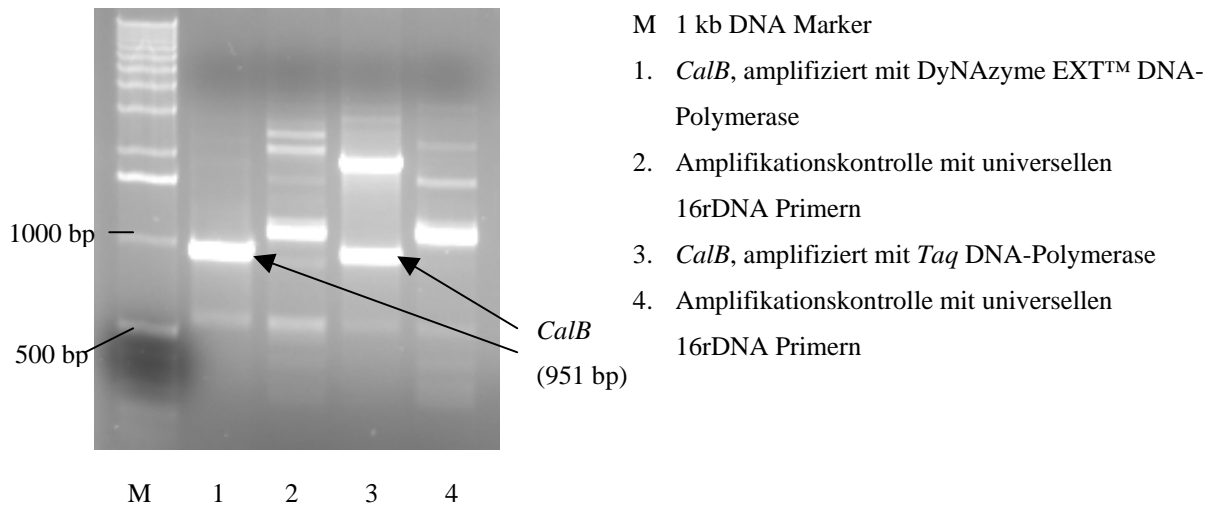 1000 bp
500 bp
CalB
(951 bp)
M 1 2 3 4
M 1 kb DNA Marker
1. CalB, amplifiziert mit DyNAzyme EXT™ DNA-
Polymerase
2. Amplifikationskontrolle mit universellen
16rDNA Primern
3. CalB, amplifiziert mit Taq DNA-Polymerase
4. Amplifikationskontrolle mit universellen
16rDNA Primern